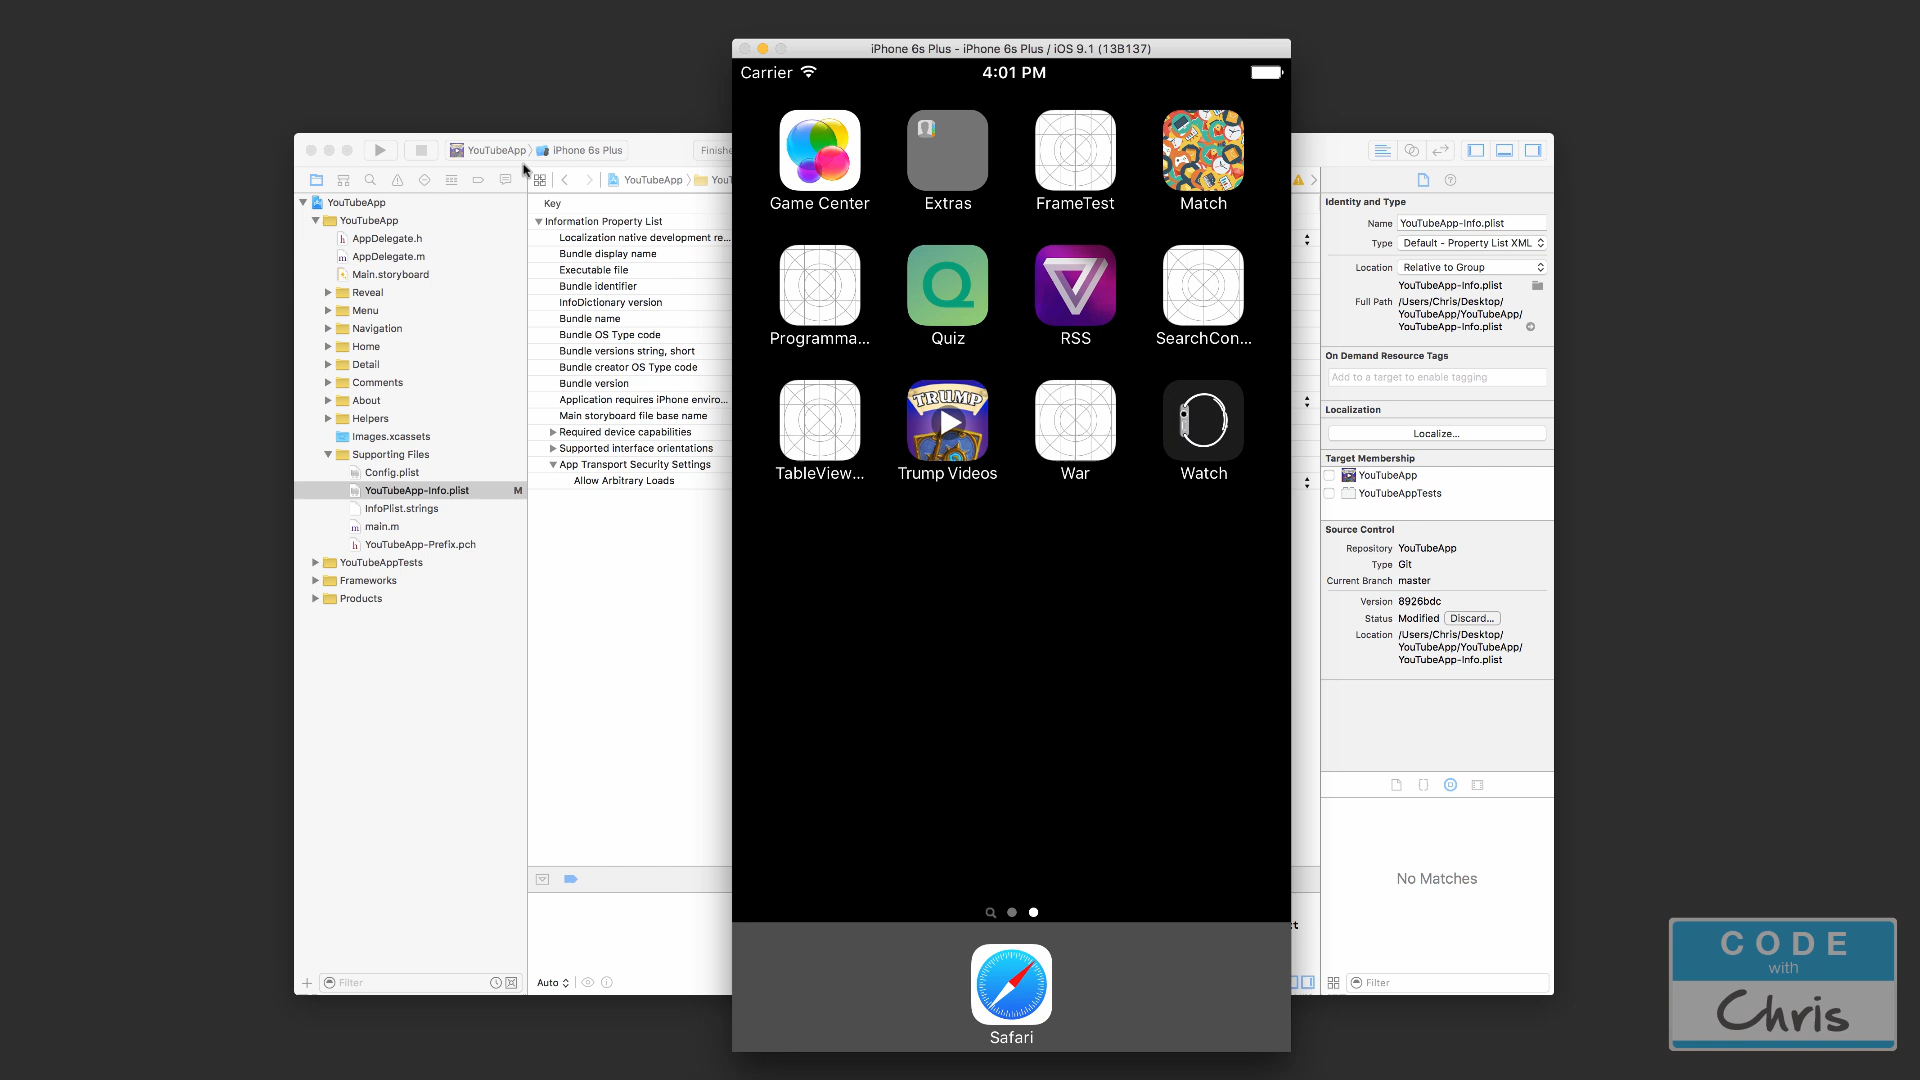 iPhone 6s Plus - iPhone 6s Plus / iOS 9.1 (13B137)
Carrier
4:01 PM
Game Center
Extras
FrameTest
Match
Programma...
Quiz
RSS
SearchCon...
TableView...
TRUMP
Trump Videos
War
Watch
Safari
YouTubeApp
iPhone 6s Plus
Finishe
YouTubeApp
YouTubeApp
AppDelegate.h
AppDelegate.m
Main.storyboard
Reveal
Menu
Navigation
Home
Detail
Comments
About
Helpers
Images.xcassets
Supporting Files
Config.plist
YouTubeApp-Info.plist M
InfoPlist.strings
main.m
YouTubeApp-Prefix.pch
YouTubeAppTests
Frameworks
Products
Filter
YouTubeApp
YouT
Key
Information Property List
Localization native development re...
Bundle display name
Executable file
Bundle identifier
InfoDictionary version
Bundle name
Bundle OS Type code
Bundle versions string, short
Bundle creator OS Type code
Bundle version
Application requires iPhone enviro...
Main storyboard file base name
Required device capabilities
Supported interface orientations
App Transport Security Settings
Allow Arbitrary Loads
Auto
Identity and Type
Name YouTubeApp-Info.plist
Type Default - Property List XML
Location Relative to Group
YouTubeApp-Info.plist
Full Path /Users/Chris/Desktop/
YouTubeApp/YouTubeApp/
YouTubeApp-Info.plist
On Demand Resource Tags
Add to a target to enable tagging
Localization
Localize...
Target Membership
YouTubeApp
YouTubeAppTests
Source Control
Repository YouTubeApp
Type Git
Current Branch master
Version 8926bdc
Status Modified Discard...
Location /Users/Chris/Desktop/
YouTubeApp/YouTubeApp/
YouTubeApp-Info.plist
No Matches
Filter
CODE
with
Chris